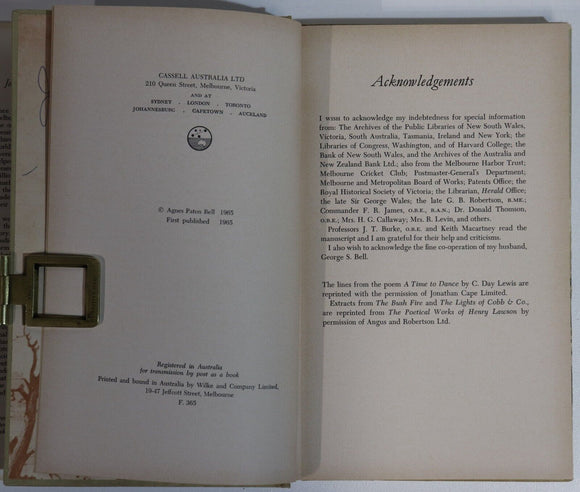 CASSELL AUSTRALIA LTD
210 Queen Street, Melbourne, Victoria
AND AT
SYDNEY . LONDON . TORONTO
JOHANNESBURG . CAPETOWN . AUCKLAND
© Agnes Paton Bell 1965
First published 1965
Registered in Australia
for transmission by post as a book
Printed and bound in Australia by Wilke and Company Limited,
19-47 Jeffcott Street, Melbourne
F. 365
Acknowledgements
I WISH to acknowledge my indebtedness for special information
from: The Archives of the Public Libraries of New South Wales,
Victoria, South Australia, Tasmania, Ireland and New York; the
Libraries of Congress, Washington, and of Harvard College; the
Bank of New South Wales, and the Archives of the Australia and
New Zealand Bank Ltd.; also from the Melbourne Harbor Trust;
Melbourne Cricket Club; Postmaster-General's Department;
Melbourne and Metropolitan Board of Works; Patents Office; the
Royal Historical Society of Victoria; the Librarian, Herald Office;
the late Sir George Wales; the late G. B. Robertson, B.ME.;
Commander F. R. James, O.B.E., R.A.N.; Dr. Donald Thomson,
O.B.E.; Mrs. H. G. Callaway; Mrs. R. Levin, and others.
Professors J. T. Burke, O.B.E. and Keith Macartney read the
manuscript and I am grateful for their help and criticisms.
I also wish to acknowledge the fine co-operation of my husband,
George S. Bell.
The lines from the poem A Time to Dance by C. Day Lewis are
reprinted with the permission of Jonathan Cape Limited.
Extracts from The Bush Fire and The Lights of Cobb & Co.,
are reprinted from The Poetical Works of Henry Lawson by
permission of Angus and Robertson Ltd.